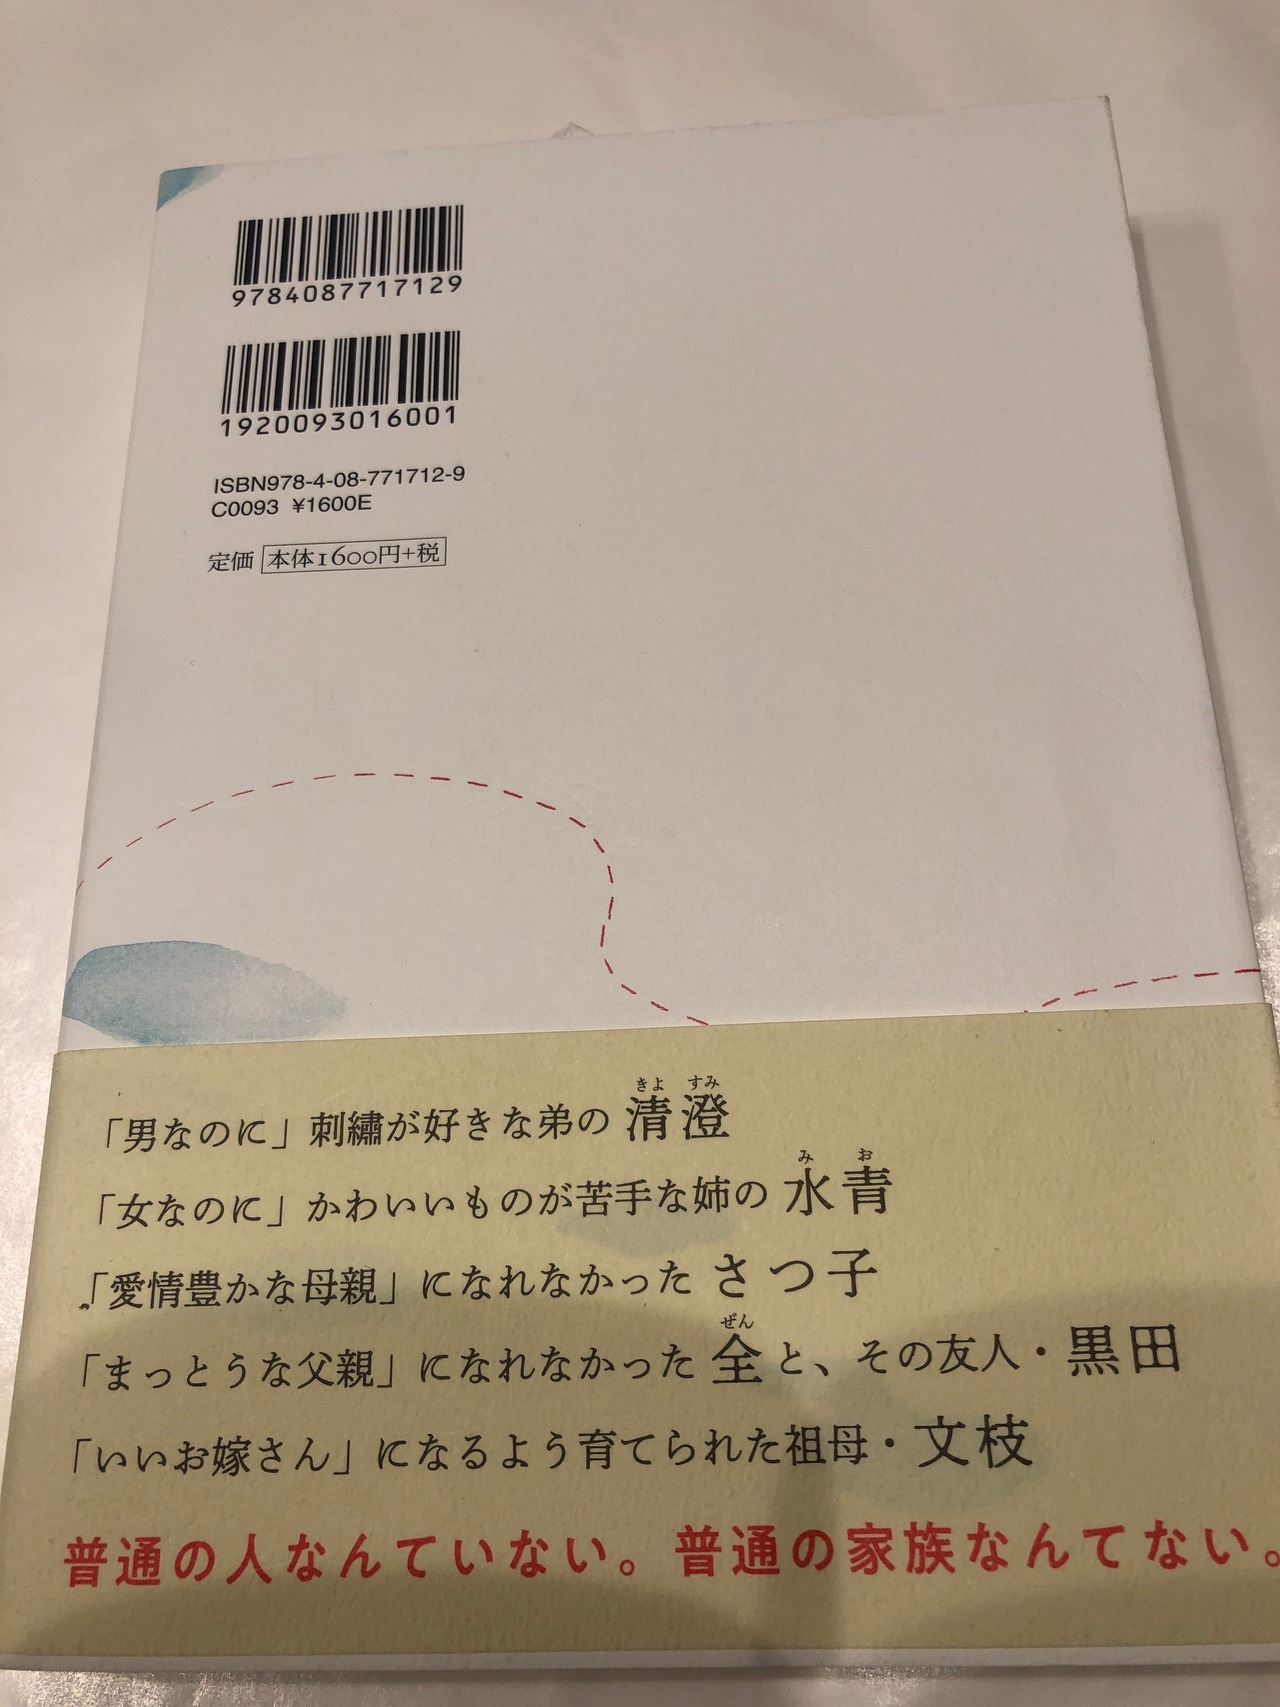 9784087717129
1920093016001
ISBN978-4-08-771712-9
C0093 ¥1600E
定価 本体1600円+税
「男なのに」刺繡が好きな弟の 清澄
きよ すみ
「女なのに」かわいいものが苦手な姉の 水青
み お
「愛情豊かな母親」になれなかった さつ子
「まっとうな父親」になれなかった 全と、その友人・黒田
ぜん
「いいお嫁さん」になるよう育てられた祖母・文枝
普通の人なんていない。普通の家族なんてない。